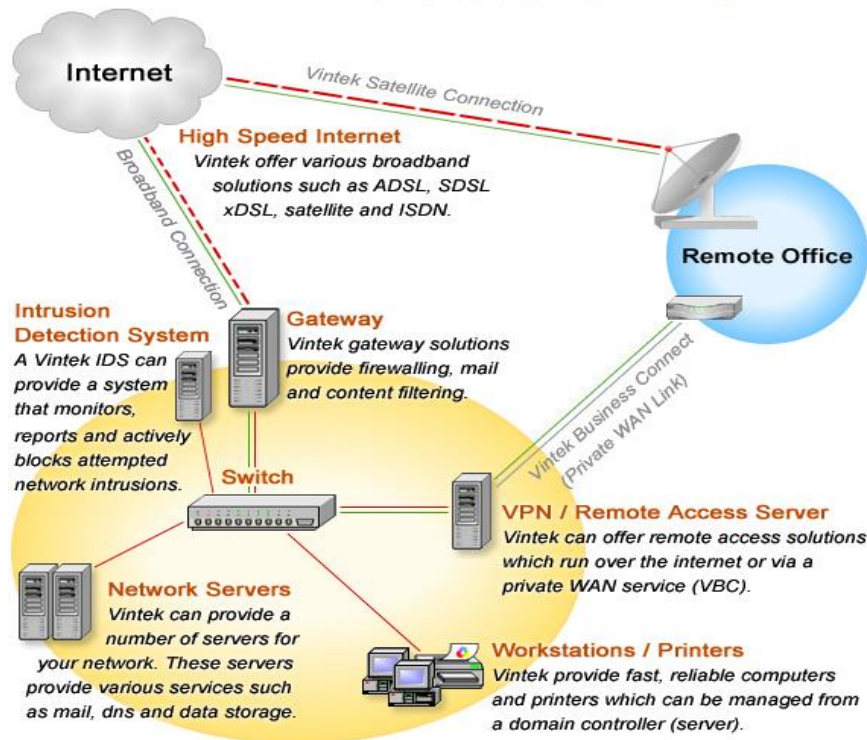 Internet
Vintek Satellite Connection
High Speed Internet
Vintek offer various broadband
solutions such as ADSL, SDSL
xDSL, satellite and ISDN.
Broadband Connection
Remote Office
Intrusion
Detection System
A Vintek IDS can
provide a system
that monitors,
reports and actively
blocks attempted
network intrusions.
Gateway
Vintek gateway solutions
provide firewalling, mail
and content filtering.
Vintek Business Connect
(Private WAN Link)
Switch
VPN / Remote Access Server
Vintek can offer remote access solutions
which run over the internet or via a
private WAN service (VBC).
Network Servers
Vintek can provide a
number of servers for
your network. These servers
provide various services such
as mail, dns and data storage.
Workstations / Printers
Vintek provide fast, reliable computers
and printers which can be managed from
a domain controller (server).